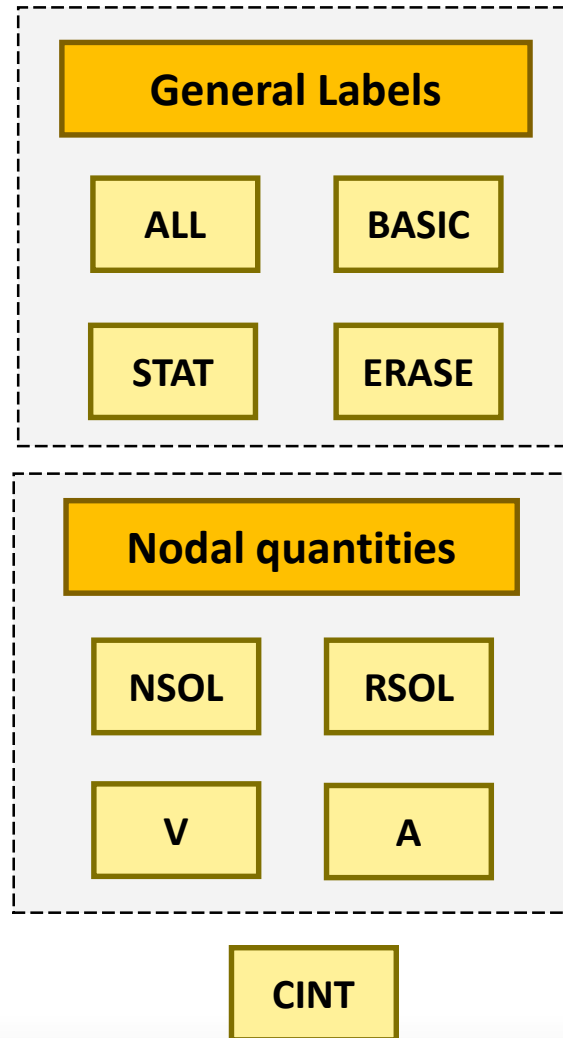 General Labels
ALL BASIC
STAT ERASE
Nodal quantities
NSOL RSOL
V A
CINT